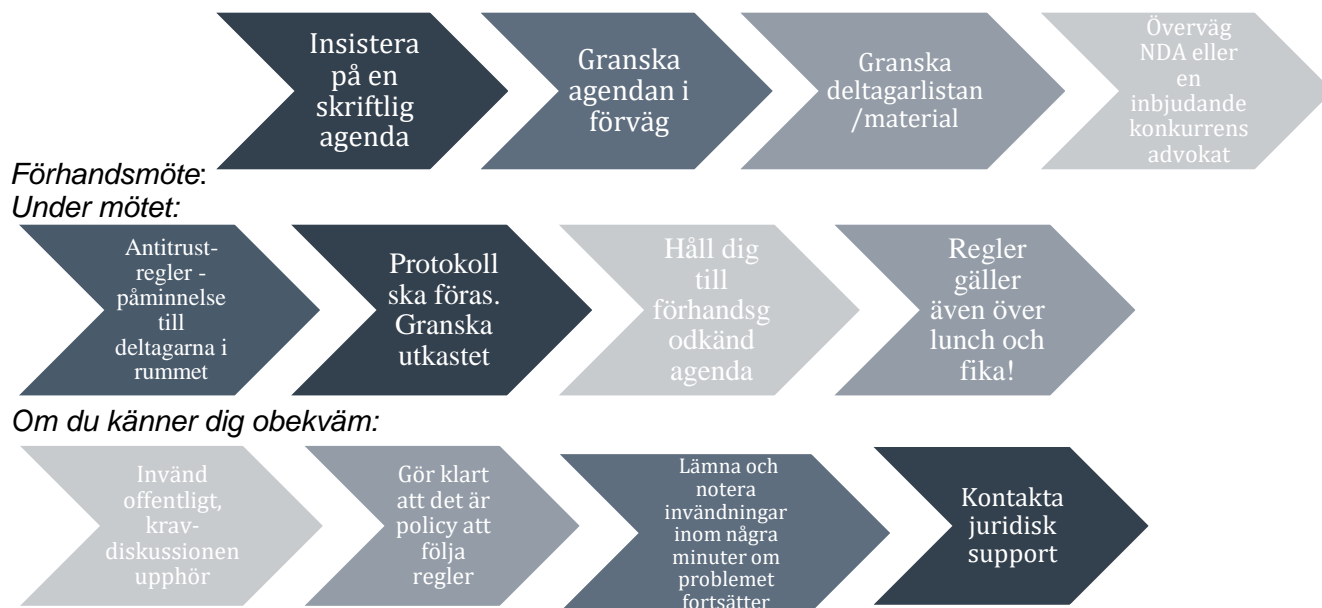 Insistera
på en
skriftlig
agenda
Granska
agendan i
förväg
Granska
deltagarlistan
/material
Överväg
NDA eller
en
inbjudande
konkurrens
advokat
Förhandsmöte:
Under mötet:
Antitrust-
regler -
påminnelse
till
deltagarna i
rummet
Protokoll
ska föras.
Granska
utkastet
Håll dig
till
förhandsg
odkänd
agenda
Regler
gäller
även över
lunch och
fika!
Om du känner dig obekväm:
Invänd
offentligt,
krav-
diskussionen
upphör
Gör klart
att det är
policy att
följa
regler
Lämna och
notera
invändningar
inom några
minuter om
problemet
fortsätter
Kontakta
juridisk
support